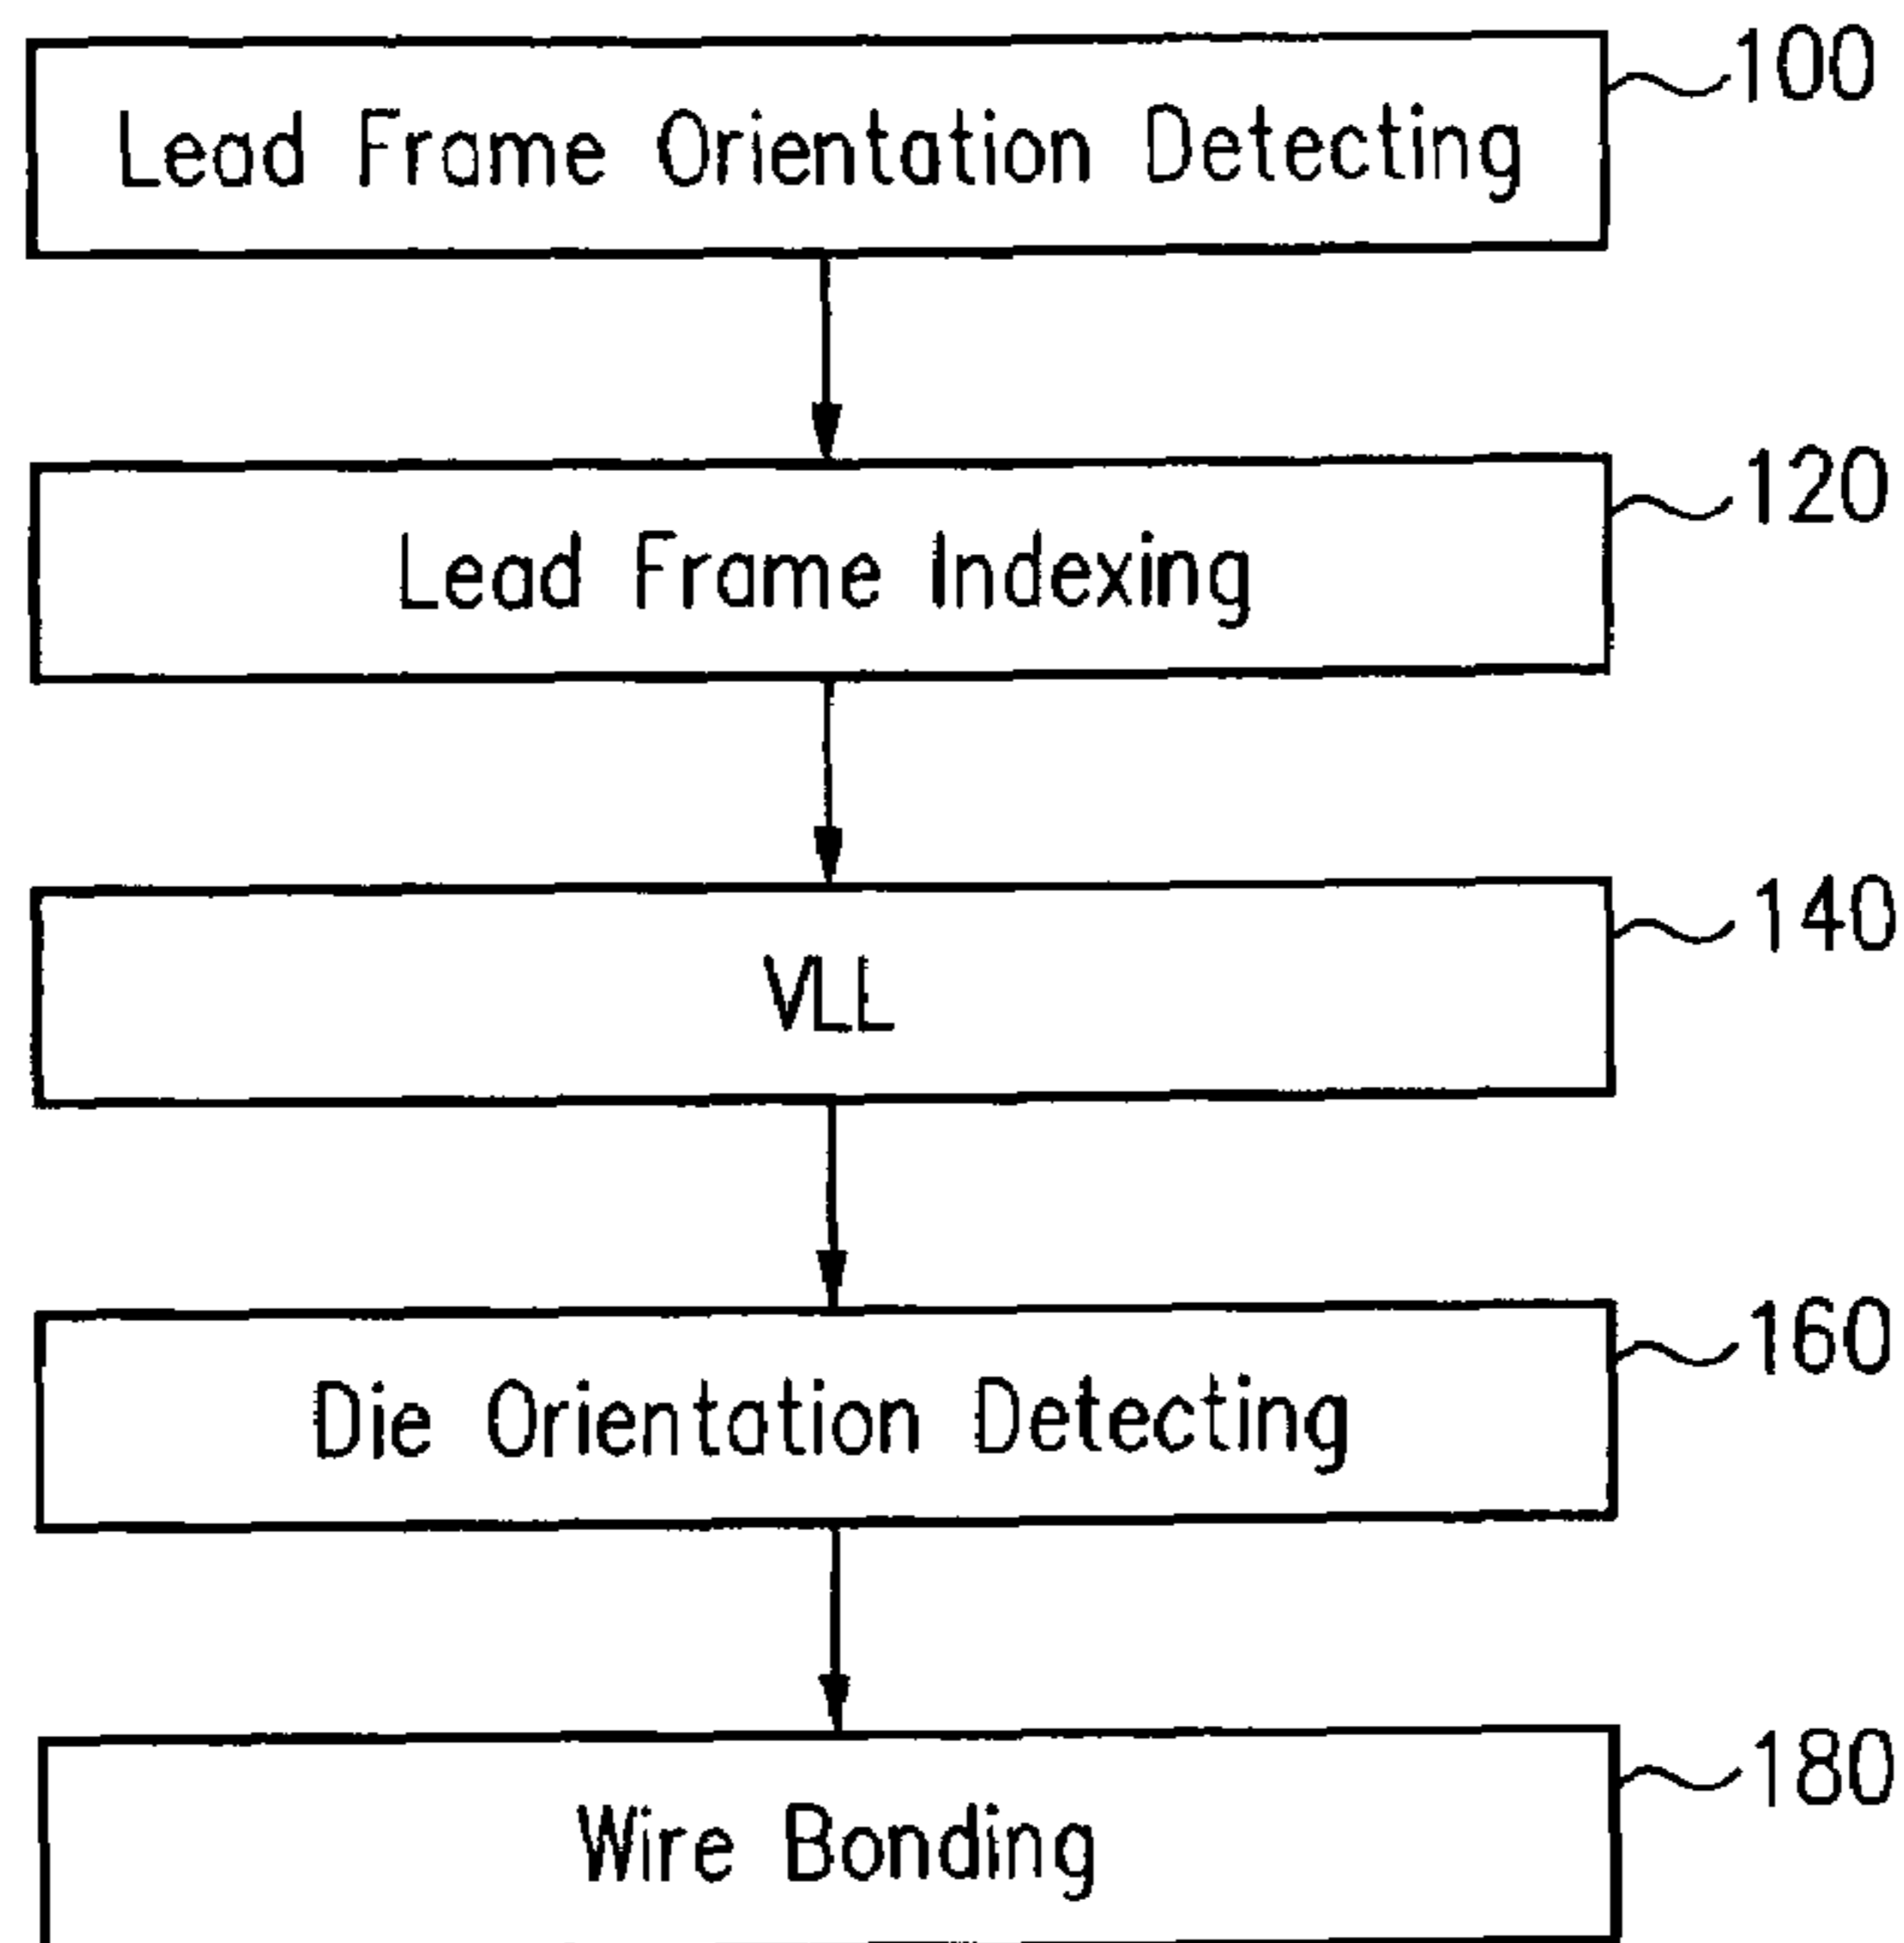 100
Lead Frame Orientation Detecting
120
Lead Frame Indexing
140
VLL
160
Die Orientation Detecting
180
Wire Bonding